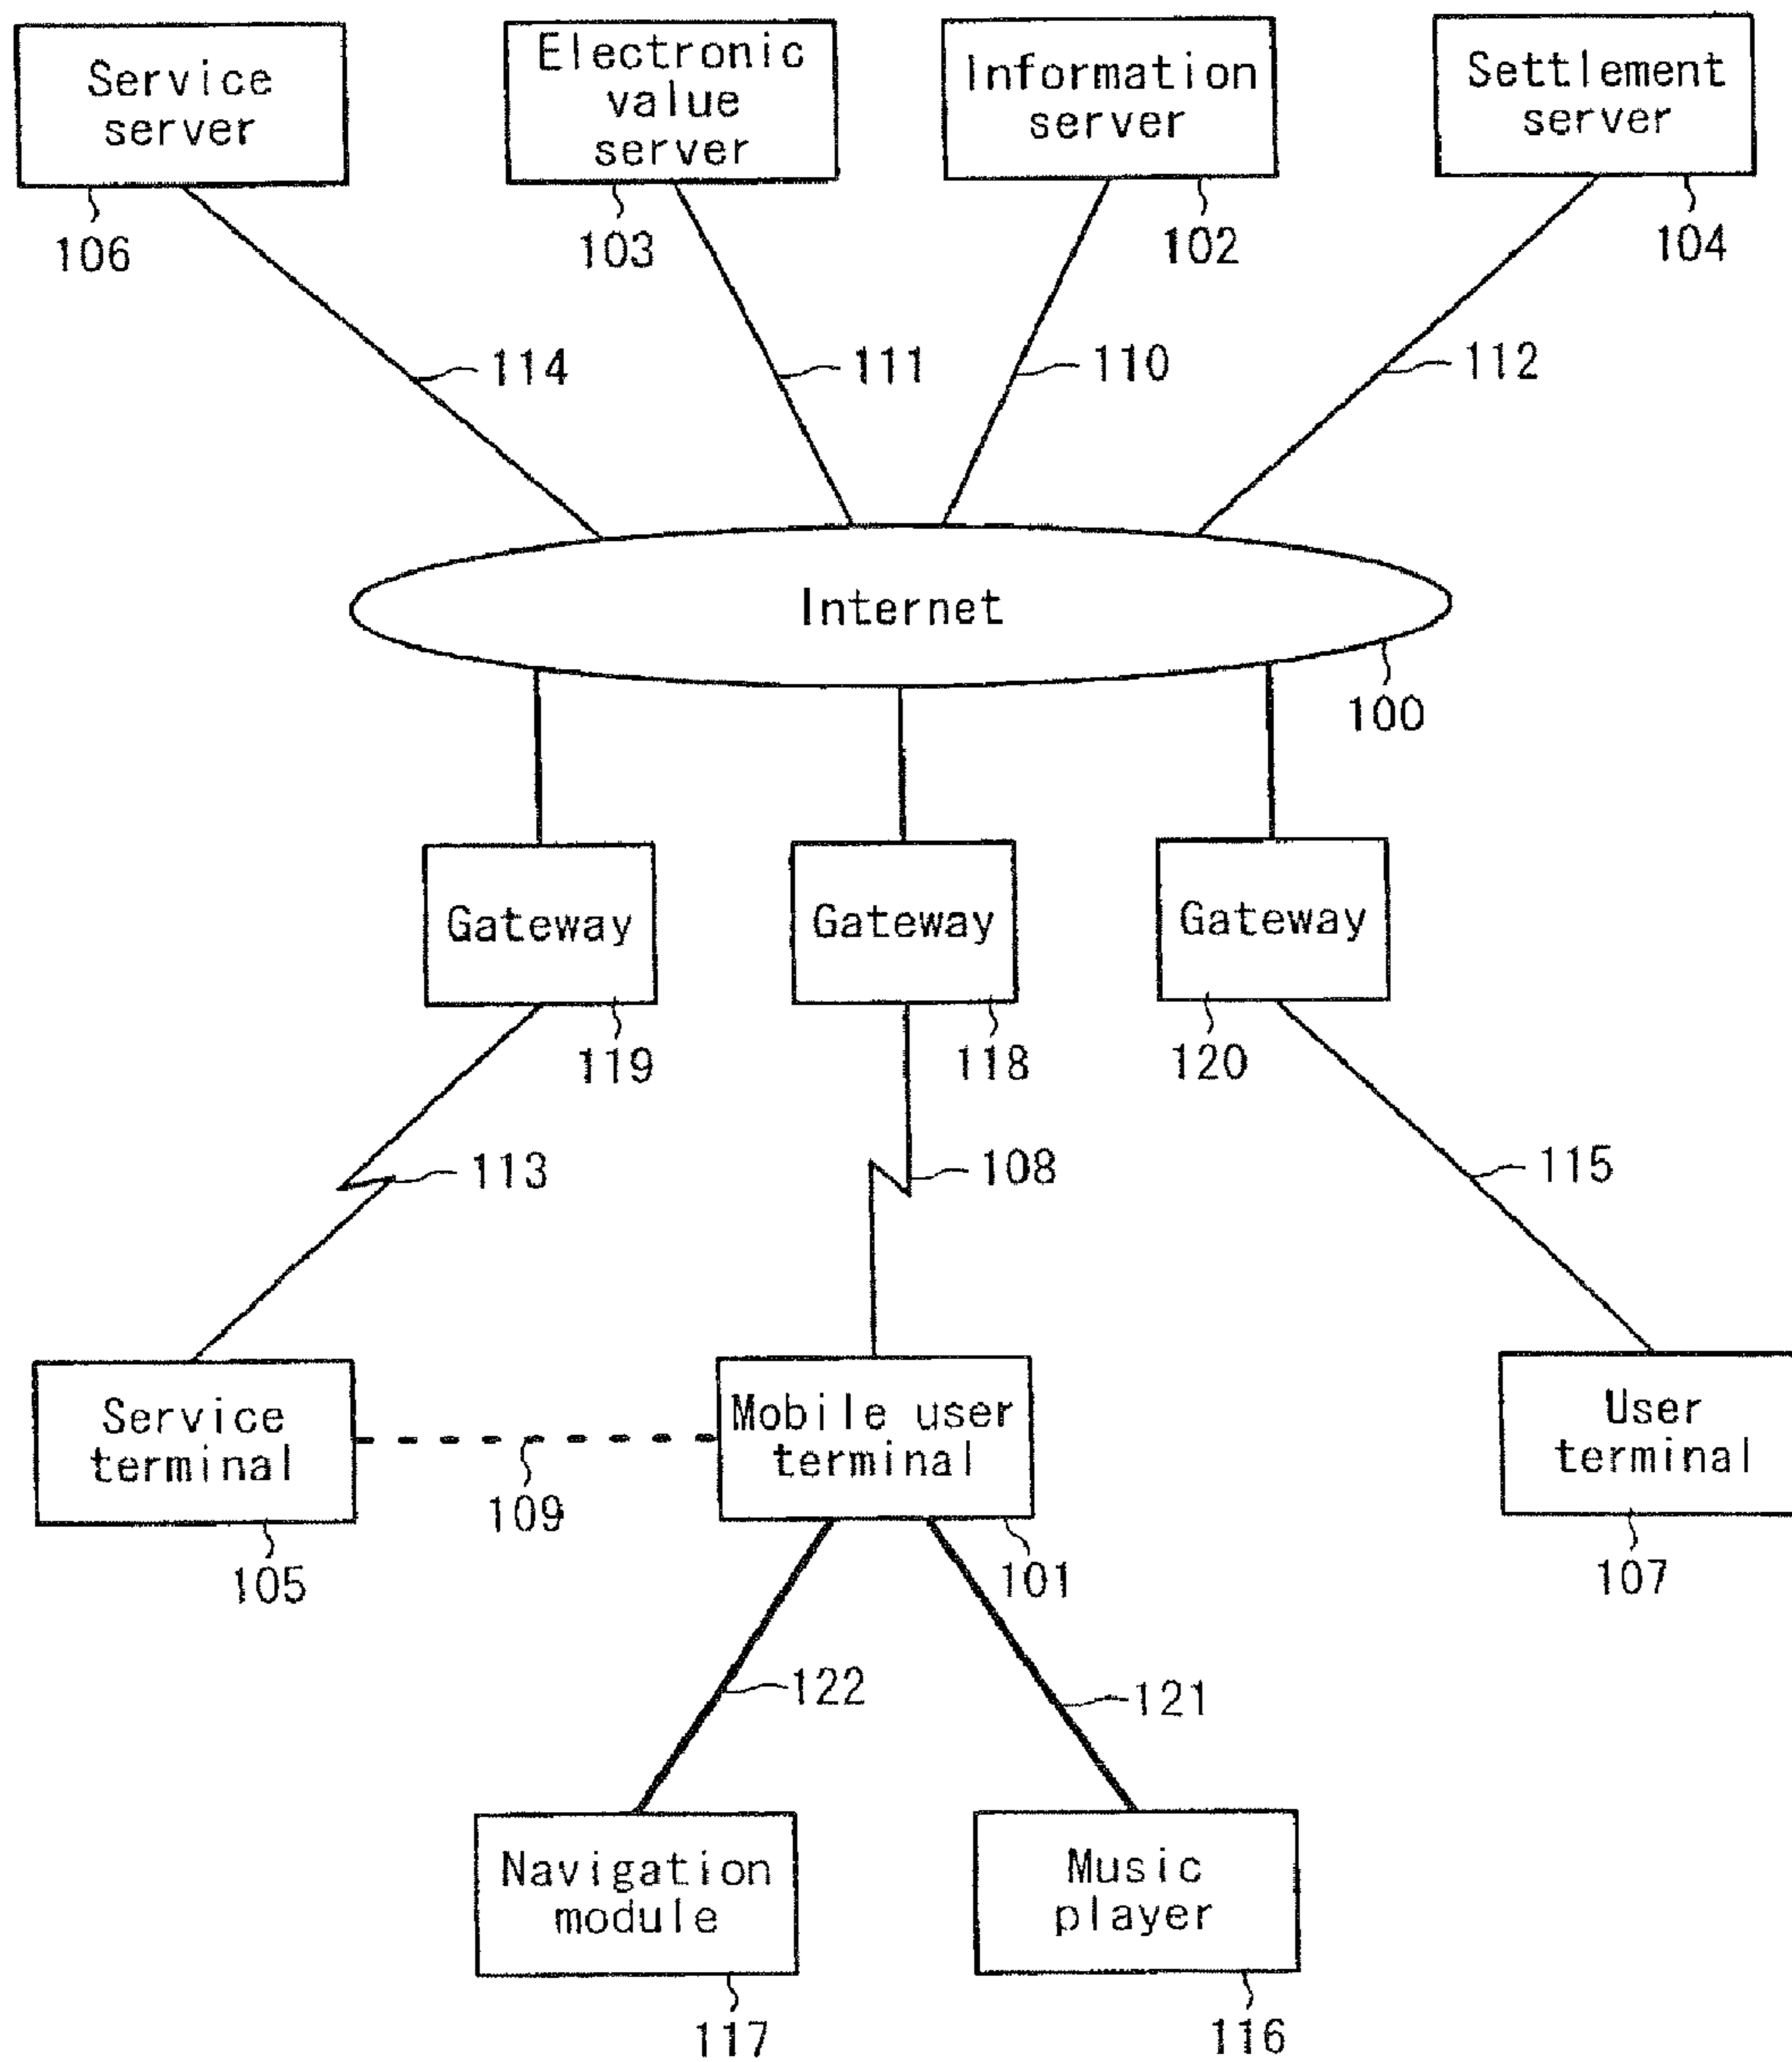 Service
server
Electronic
value
server
Information
server
Settlement
server
106
103
102
104
114
111
110
112
Internet
100
Gateway
Gateway
Gateway
119
118
120
113
108
115
Service
terminal
Mobile user
terminal
User
terminal
109
105
101
107
122
121
Navigation
module
Music
player
117
116